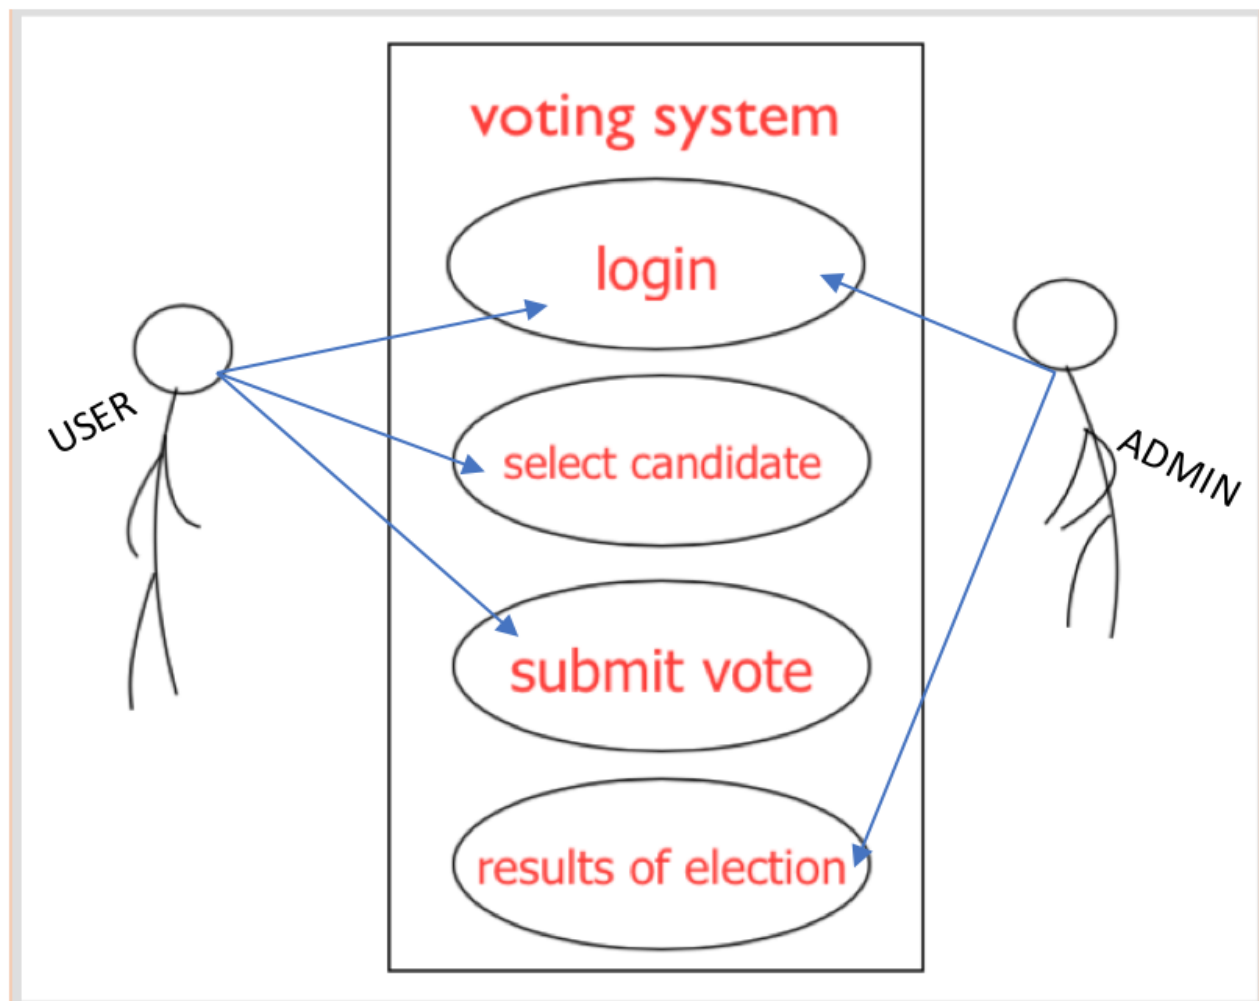 voting system
login
USER
select candidate
ADMIN
submit vote
results of election